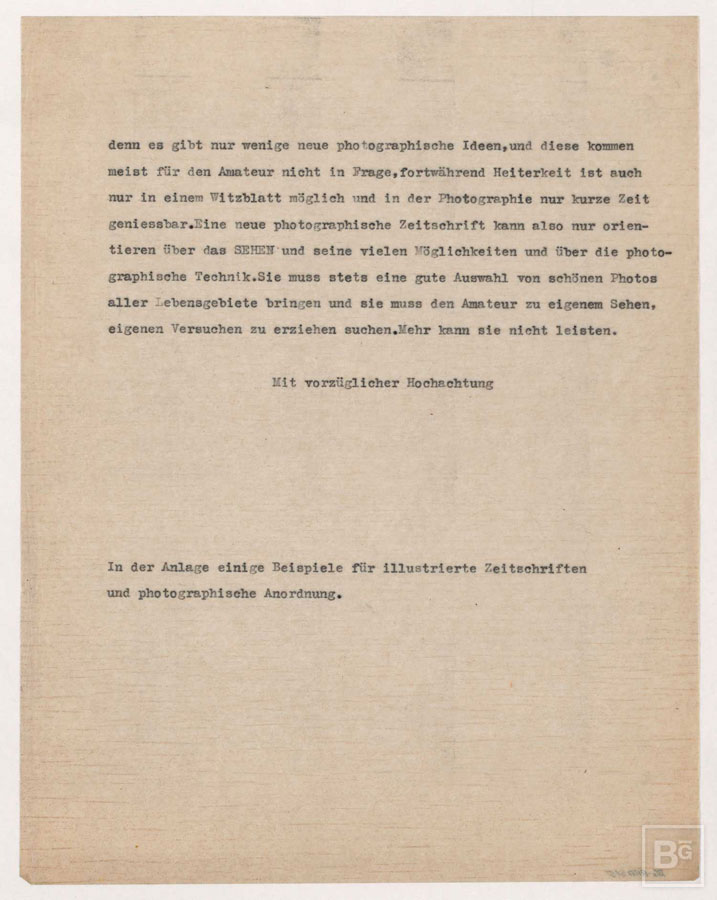 denn es gibt nur wenige neue photographische Ideen,und diese kommen
meist für den Amateur nicht in Frage,fortwährend Heiterkeit ist auch
nur in einem Witzblatt möglich und in der Photographie nur kurze Zeit
geniessbar.Eine neue photographische Zeitschrift kann also nur orien-
tieren über das SEHEN und seine vielen Möglichkeiten und über die photo-
graphische Technik.Sie muss stets eine gute Auswahl von schönen Photos
aller Lebensgebiete bringen und sie muss den Amateur zu eigenem Sehen,
eigenen Versuchen zu erziehen suchen.Mehr kann sie nicht leisten.
Mit vorzüglicher Hochachtung
In der Anlage einige Beispiele für illustrierte Zeitschriften
und photographische Anordnung.
BG